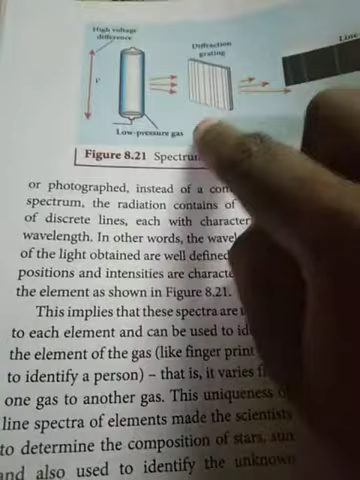 High voltage
difference
V
Diffraction
grating
Line
Low-pressure gas
Figure 8.21 Spectrum
or photographed, instead of a
spectrum, the radiation contains of
of discrete lines, each with character
wavelength. In other words, the wavel
of the light obtained are well defined
positions and intensities are characte
the element as shown in Figure 8.21.
This implies that these spectra are
to each element and can be used to id
the element of the gas (like finger print
to identify a person) – that is, it varies
one gas to another gas. This uniqueness
line spectra of elements made the scientists
to determine the composition of stars, sun
and also used to identify the unknown